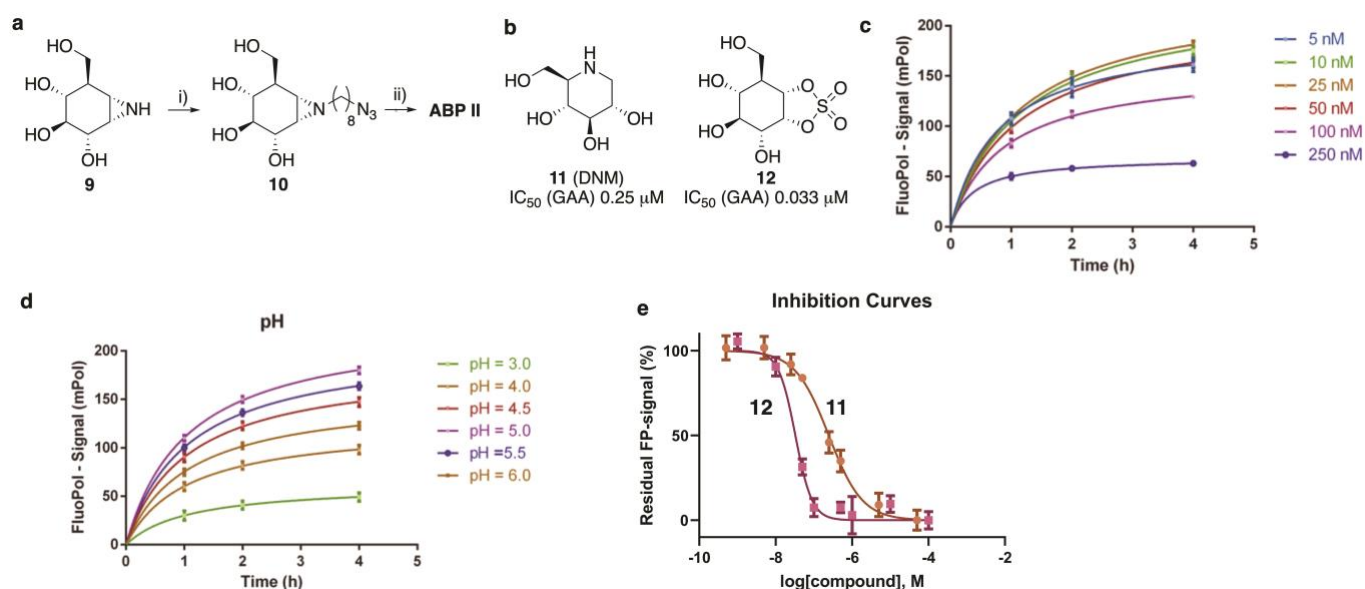 a
HO
HO
HO
OH
NH
9
i)
HO
HO
HO
OH
N
8
N3
10
ii)
ABP II
b
H
N
HO
HO
OH
OH
11 (DNM)
IC50 (GAA) 0.25 μM
HO
HO
HO
OH
O
O
S
O
O
12
IC50 (GAA) 0.033 μM
c
FluoPol - Signal (mPol)
200
150
100
50
0
0 1 2 3 4 5
Time (h)
5 nM
10 nM
25 nM
50 nM
100 nM
250 nM
d
pH
FluoPol - Signal (mPol)
200
150
100
50
0
0 1 2 3 4 5
Time (h)
pH = 3.0
pH = 4.0
pH = 4.5
pH = 5.0
pH =5.5
pH = 6.0
e
Inhibition Curves
Residual FP-signal (%)
100
50
0
12
11
-10 -8 -6 -4 -2
log[compound], M